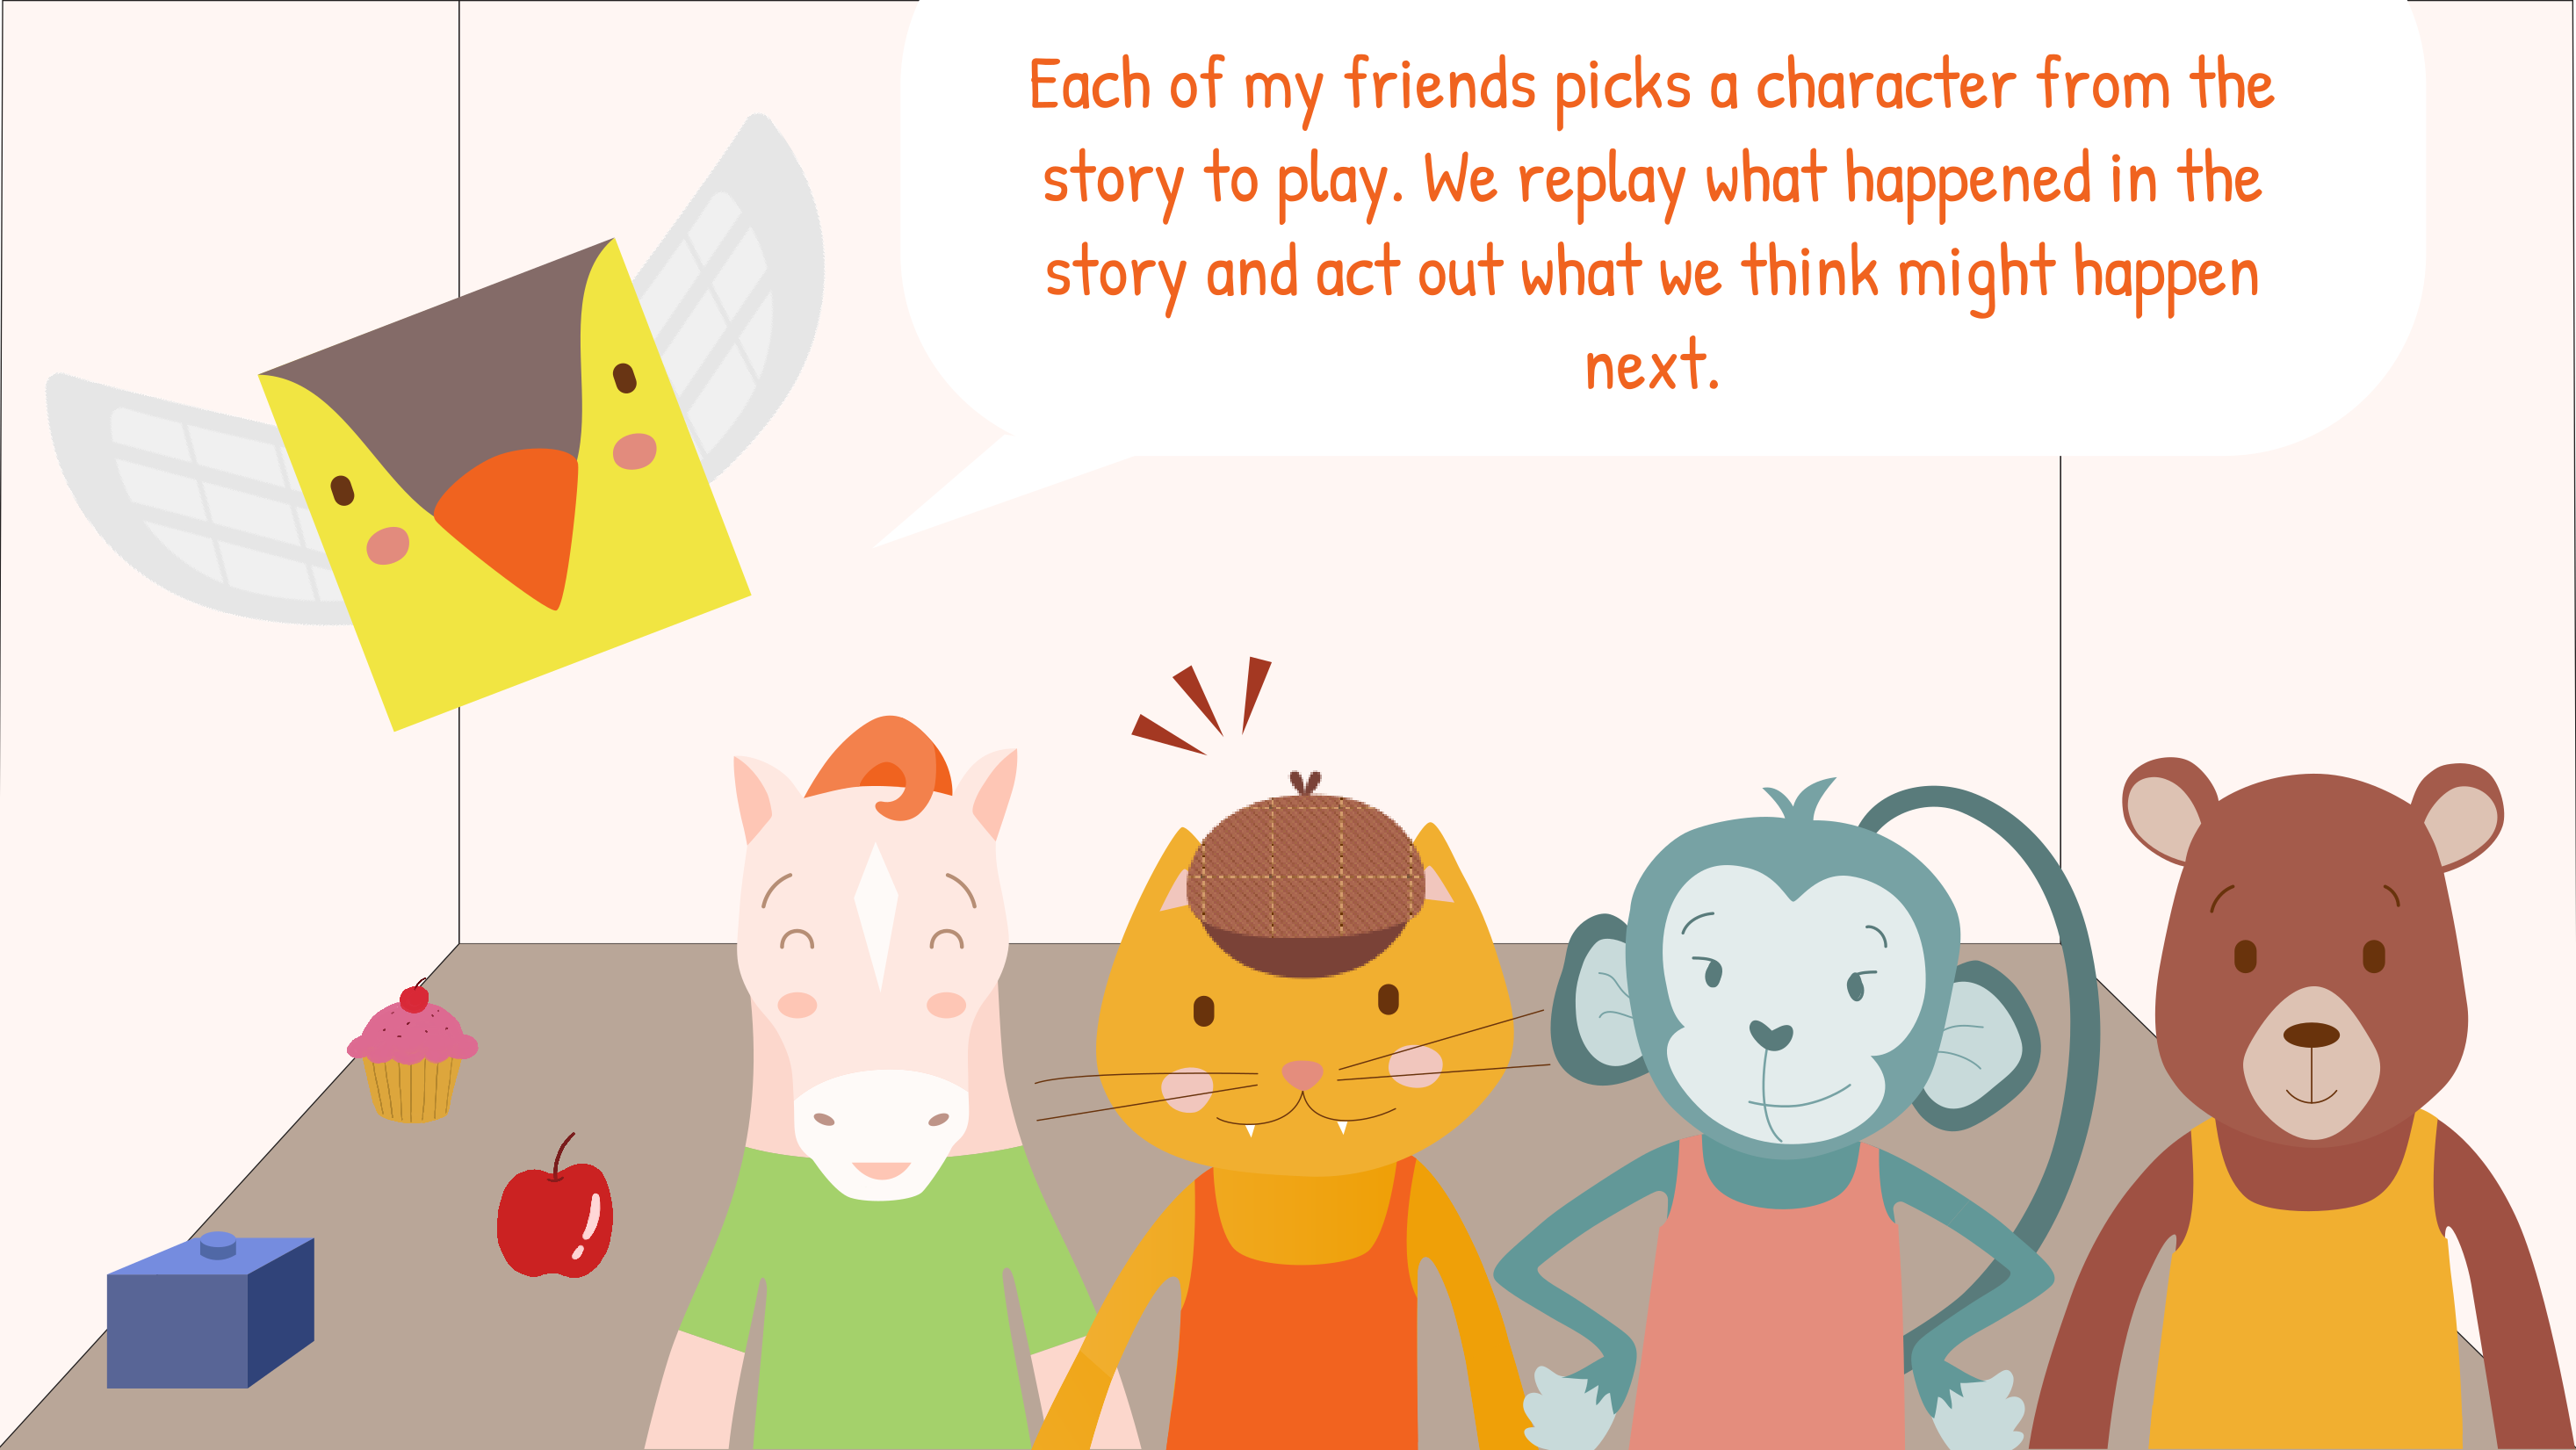 Each of my friends picks a character from the
story to play. We replay what happened in the
story and act out what we think might happen
next.